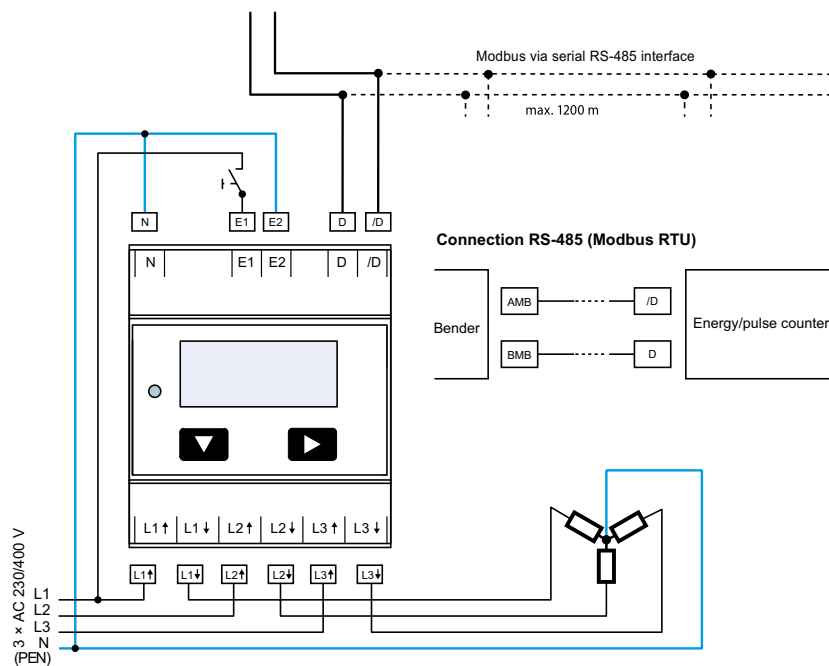 Modbus via serial RS-485 interface
max. 1200 m
N E1 E2 D /D
N E1 E2 D /D
Connection RS-485 (Modbus RTU)
AMB /D
Bender
Energy/pulse counter
BMB D
L1↑ L1↓ L2↑ L2↓ L3↑ L3↓
L1↑ L1↓ L2↑ L2↓ L3↑ L3↓
3 × AC 230/400 V
L1
L2
L3
N
(PEN)